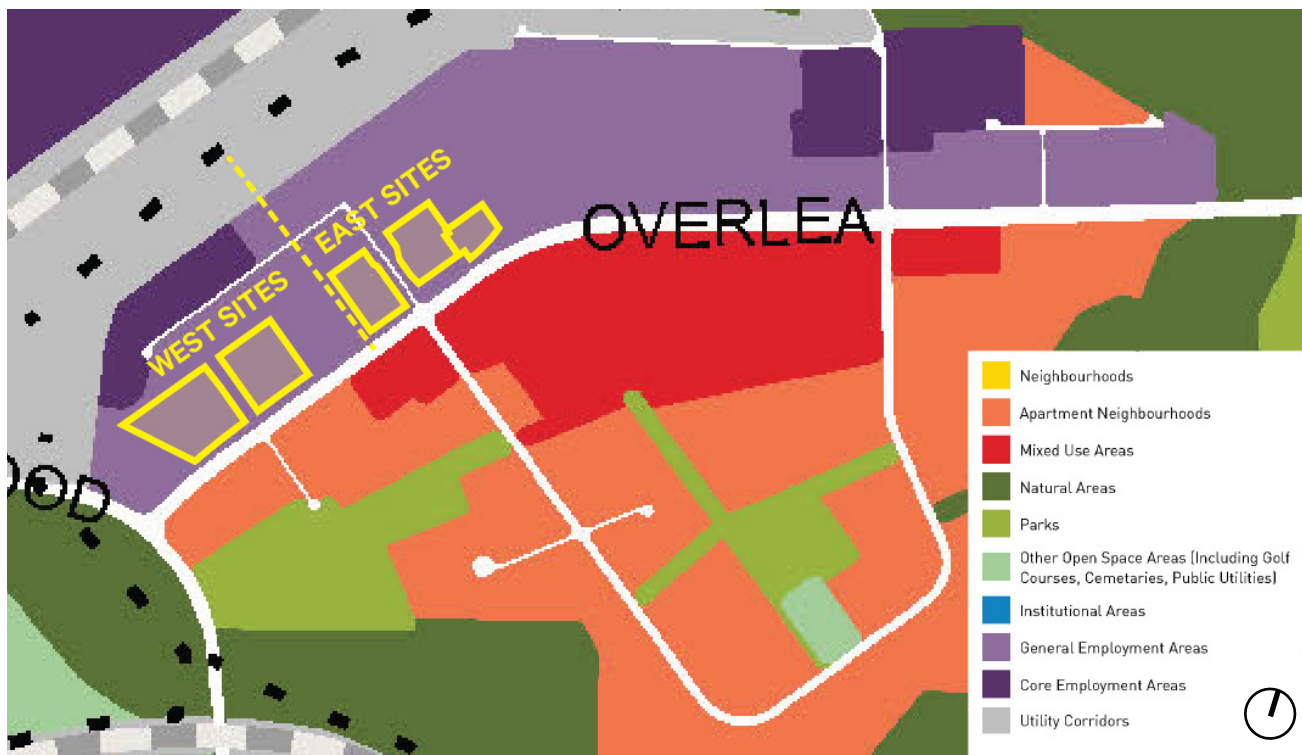 EAST SITES
OVERLEA
WEST SITES
OOD
Neighbourhoods
Apartment Neighbourhoods
Mixed Use Areas
Natural Areas
Parks
Other Open Space Areas (Including Golf
Courses, Cemetaries, Public Utilities)
Institutional Areas
General Employment Areas
Core Employment Areas
Utility Corridors